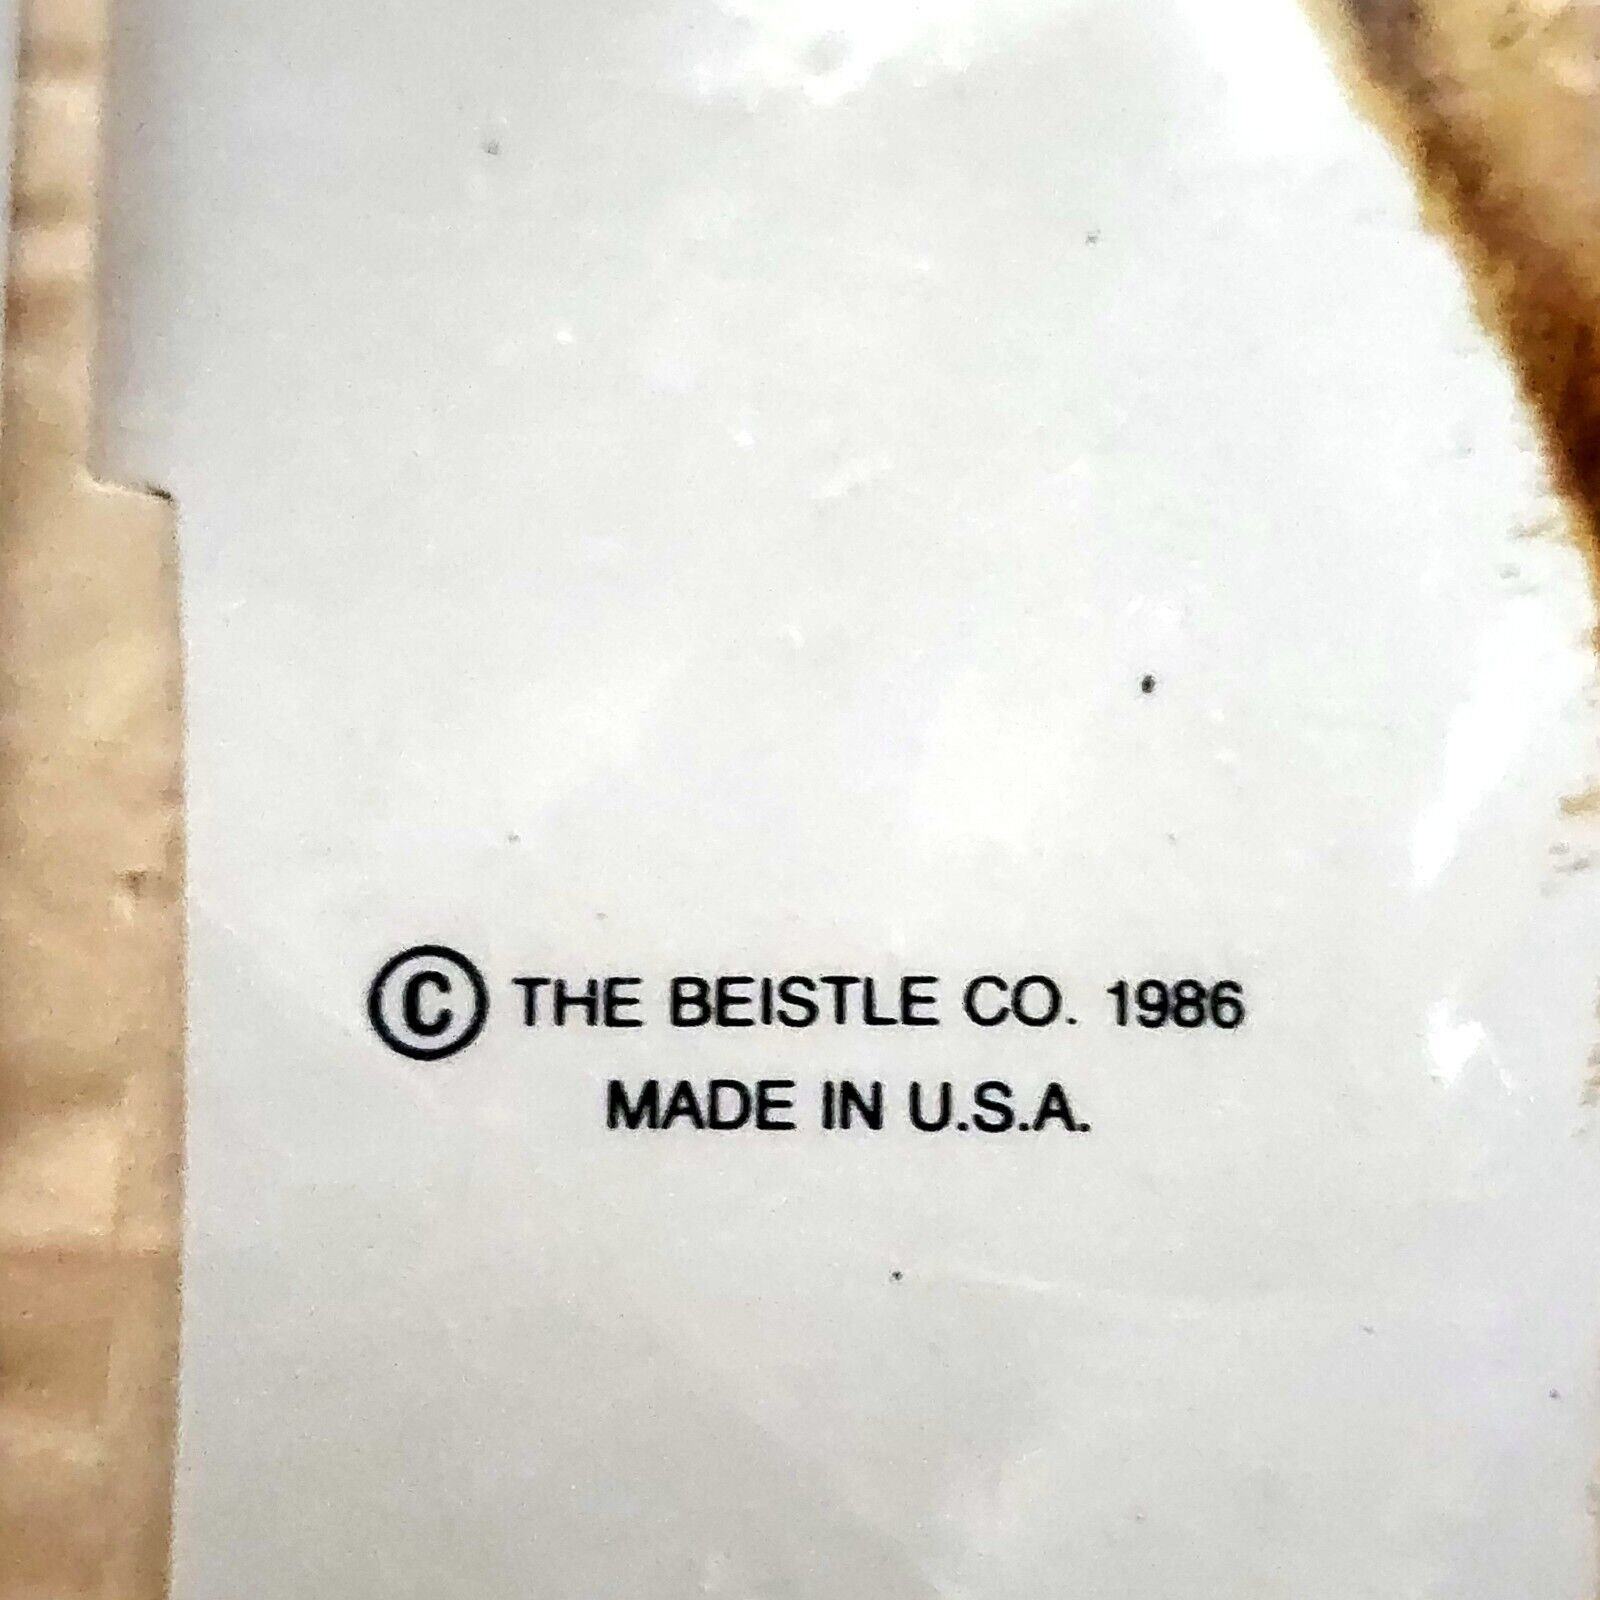 © THE BEISTLE CO. 1986
MADE IN U.S.A.